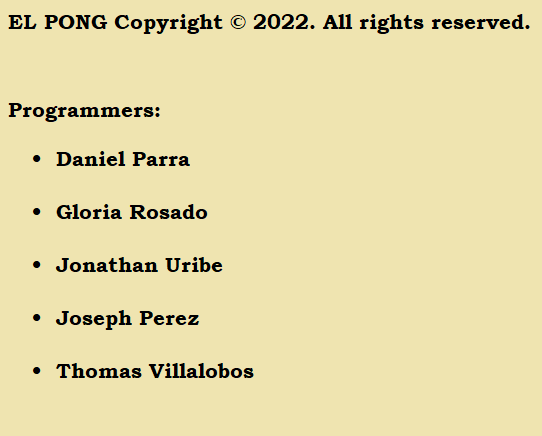 EL PONG Copyright © 2022. All rights reserved.
Programmers:
• Daniel Parra
• Gloria Rosado
• Jonathan Uribe
• Joseph Perez
• Thomas Villalobos